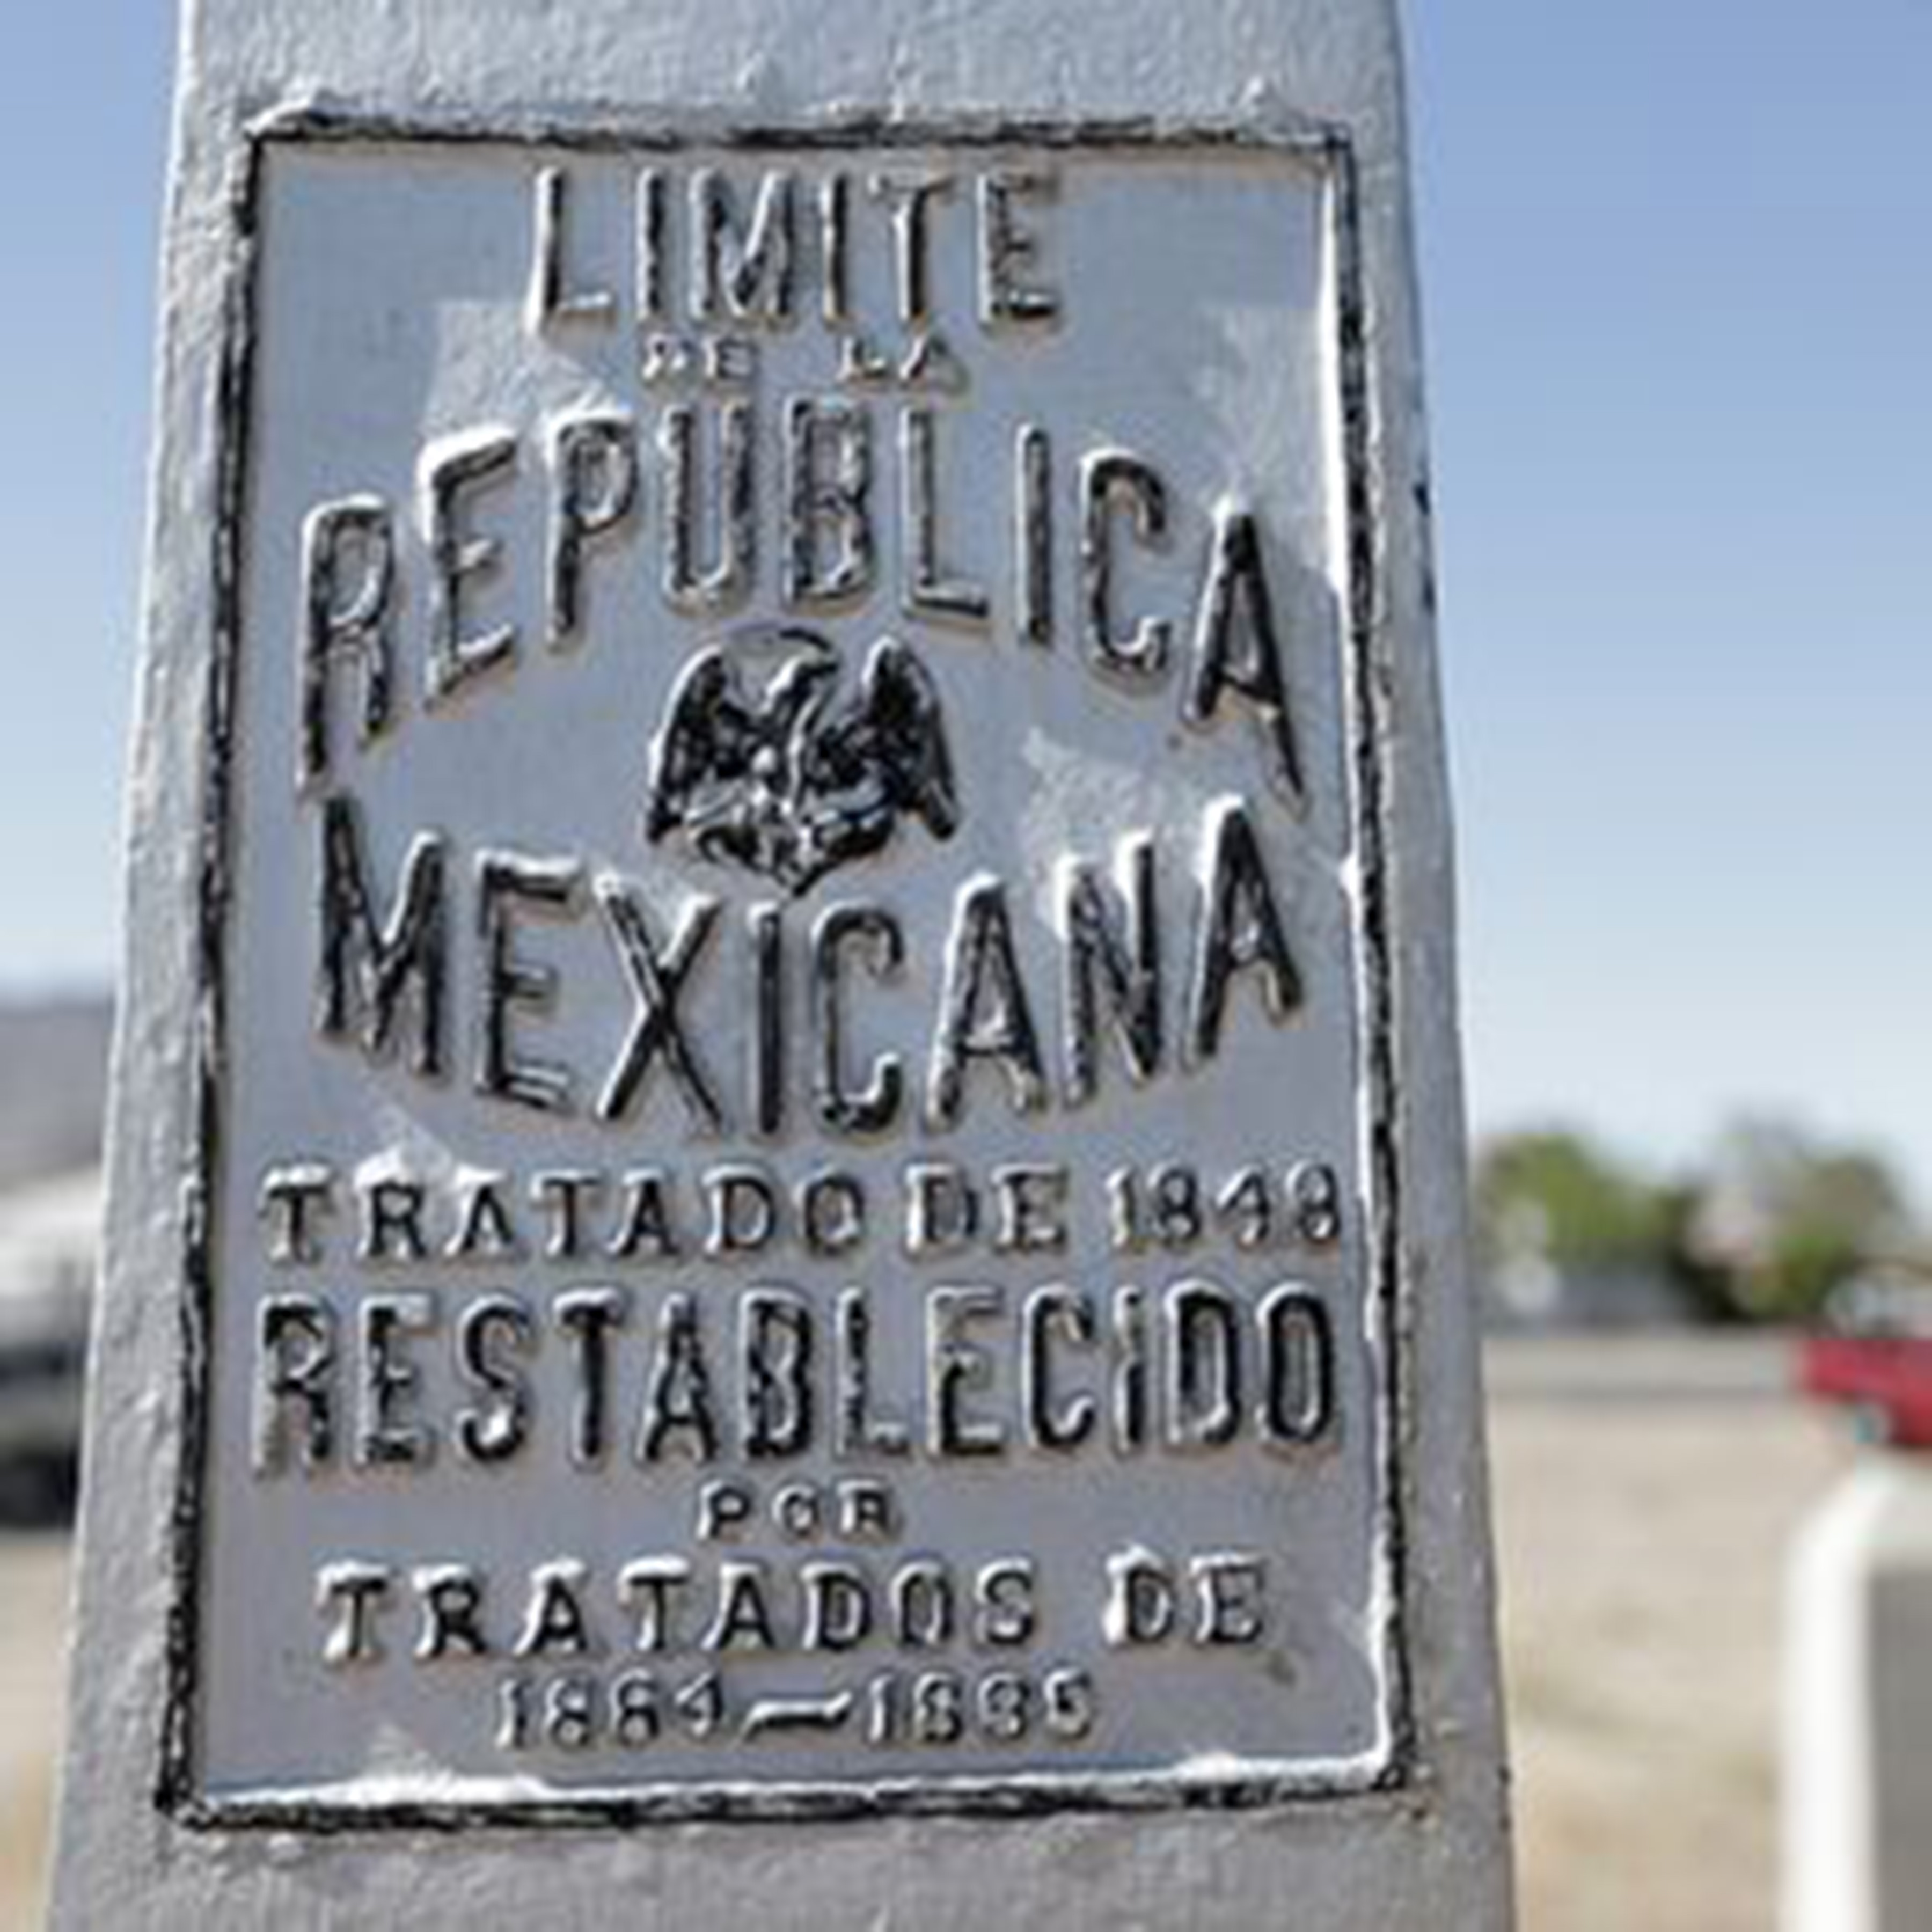 LIMITE
DE LA
REPUBLICA
MEXICANA
TRATADO DE 1848
RESTABLECIDO
POR
TRATADOS DE
1884—1889